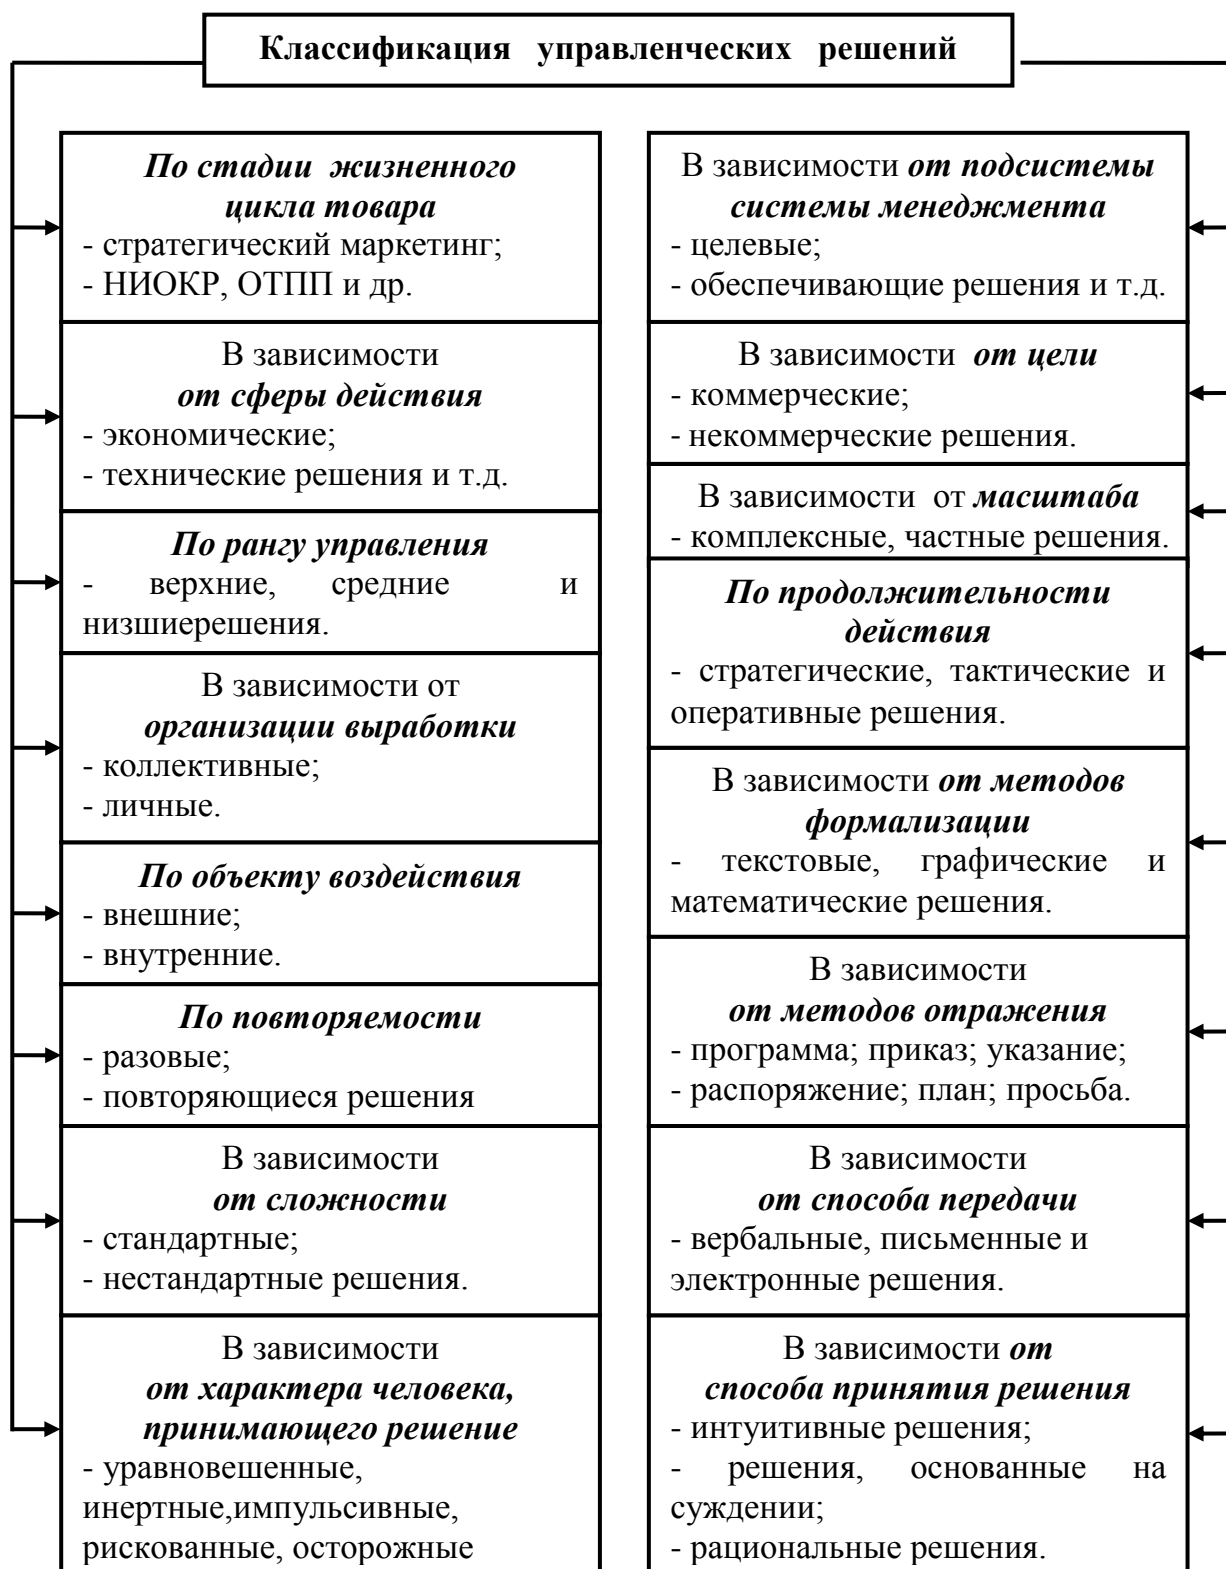 Классификация управленческих решений
По стадии жизненного
цикла товара
- стратегический маркетинг;
- НИОКР, ОТПП и др.
В зависимости
от сферы действия
- экономические;
- технические решения и т.д.
По рангу управления
- верхние, средние и
низшиерешения.
В зависимости от
организации выработки
- коллективные;
- личные.
По объекту воздействия
- внешние;
- внутренние.
По повторяемости
- разовые;
- повторяющиеся решения
В зависимости
от сложности
- стандартные;
- нестандартные решения.
В зависимости
от характера человека,
принимающего решение
- уравновешенные,
инертные,импульсивные,
рискованные, осторожные
В зависимости от подсистемы
системы менеджмента
- целевые;
- обеспечивающие решения и т.д.
В зависимости от цели
- коммерческие;
- некоммерческие решения.
В зависимости от масштаба
- комплексные, частные решения.
По продолжительности
действия
- стратегические, тактические и
оперативные решения.
В зависимости от методов
формализации
- текстовые, графические и
математические решения.
В зависимости
от методов отражения
- программа; приказ; указание;
- распоряжение; план; просьба.
В зависимости
от способа передачи
- вербальные, письменные и
электронные решения.
В зависимости от
способа принятия решения
- интуитивные решения;
- решения, основанные на
суждении;
- рациональные решения.